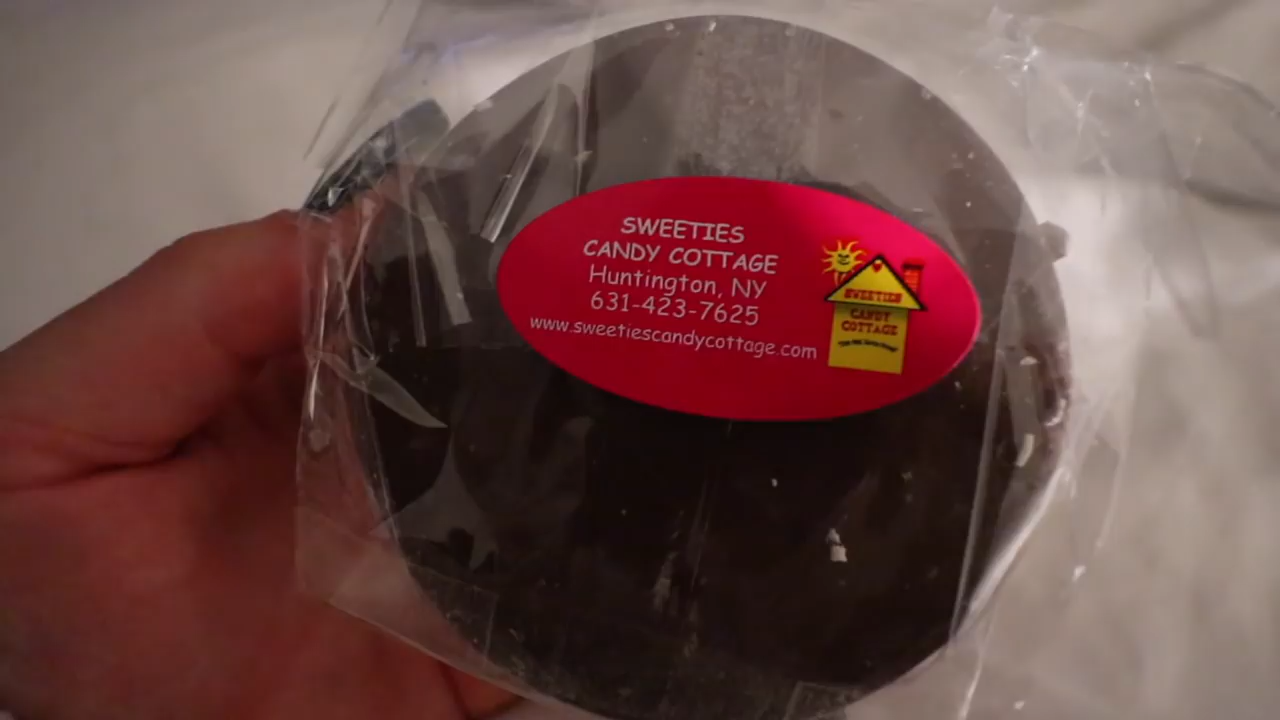 SWEETIES
CANDY COTTAGE
Huntington, NY
631-423-7625
www.sweetiescandycottage.com
SWEETIES
CANDY
COTTAGE